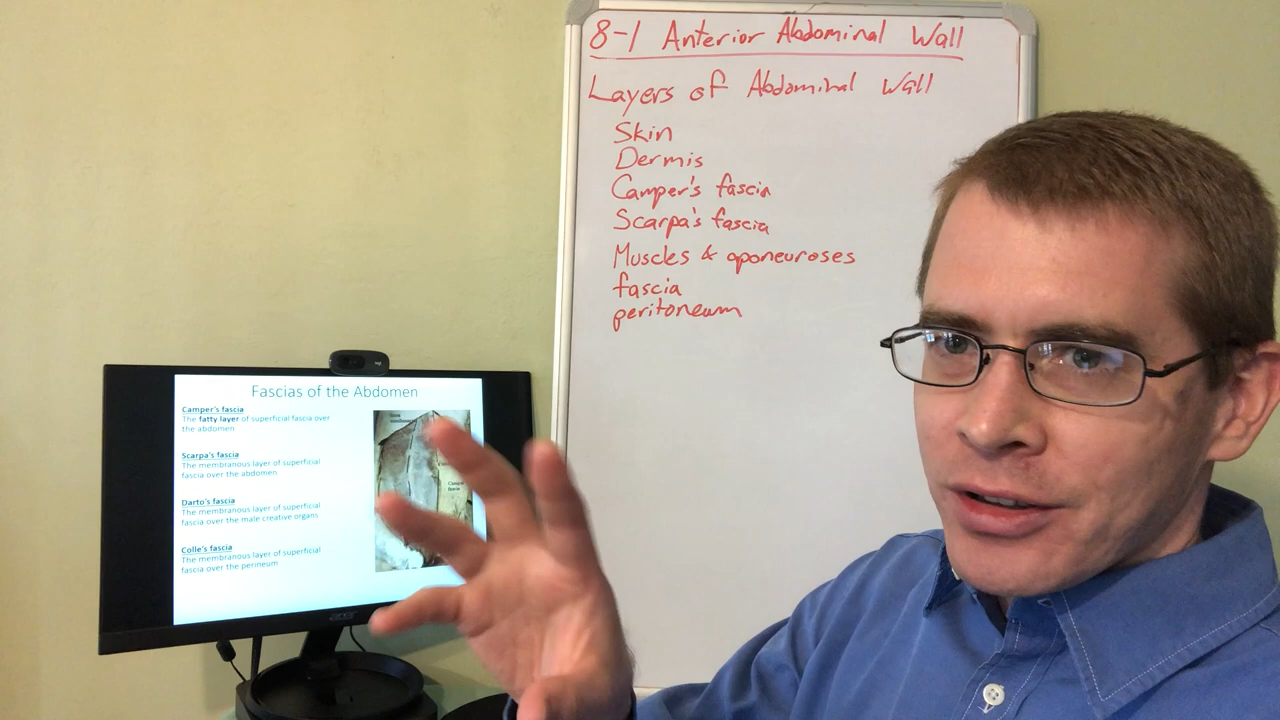 8-1 Anterior Abdominal Wall
Layers of Abdominal Wall
Skin
Dermis
Camper's fascia
Scarpa's fascia
Muscles & aponeuroses
fascia
peritoneum
Fascias of the Abdomen
Camper's fascia
The fatty layer of superficial fascia over
the abdomen
Scarpa's fascia
The membranous layer of superficial
fascia over the abdomen
Darto's fascia
The membranous layer of superficial
fascia over the male creative organs
Colle's fascia
The membranous layer of superficial
fascia over the perineum
acer